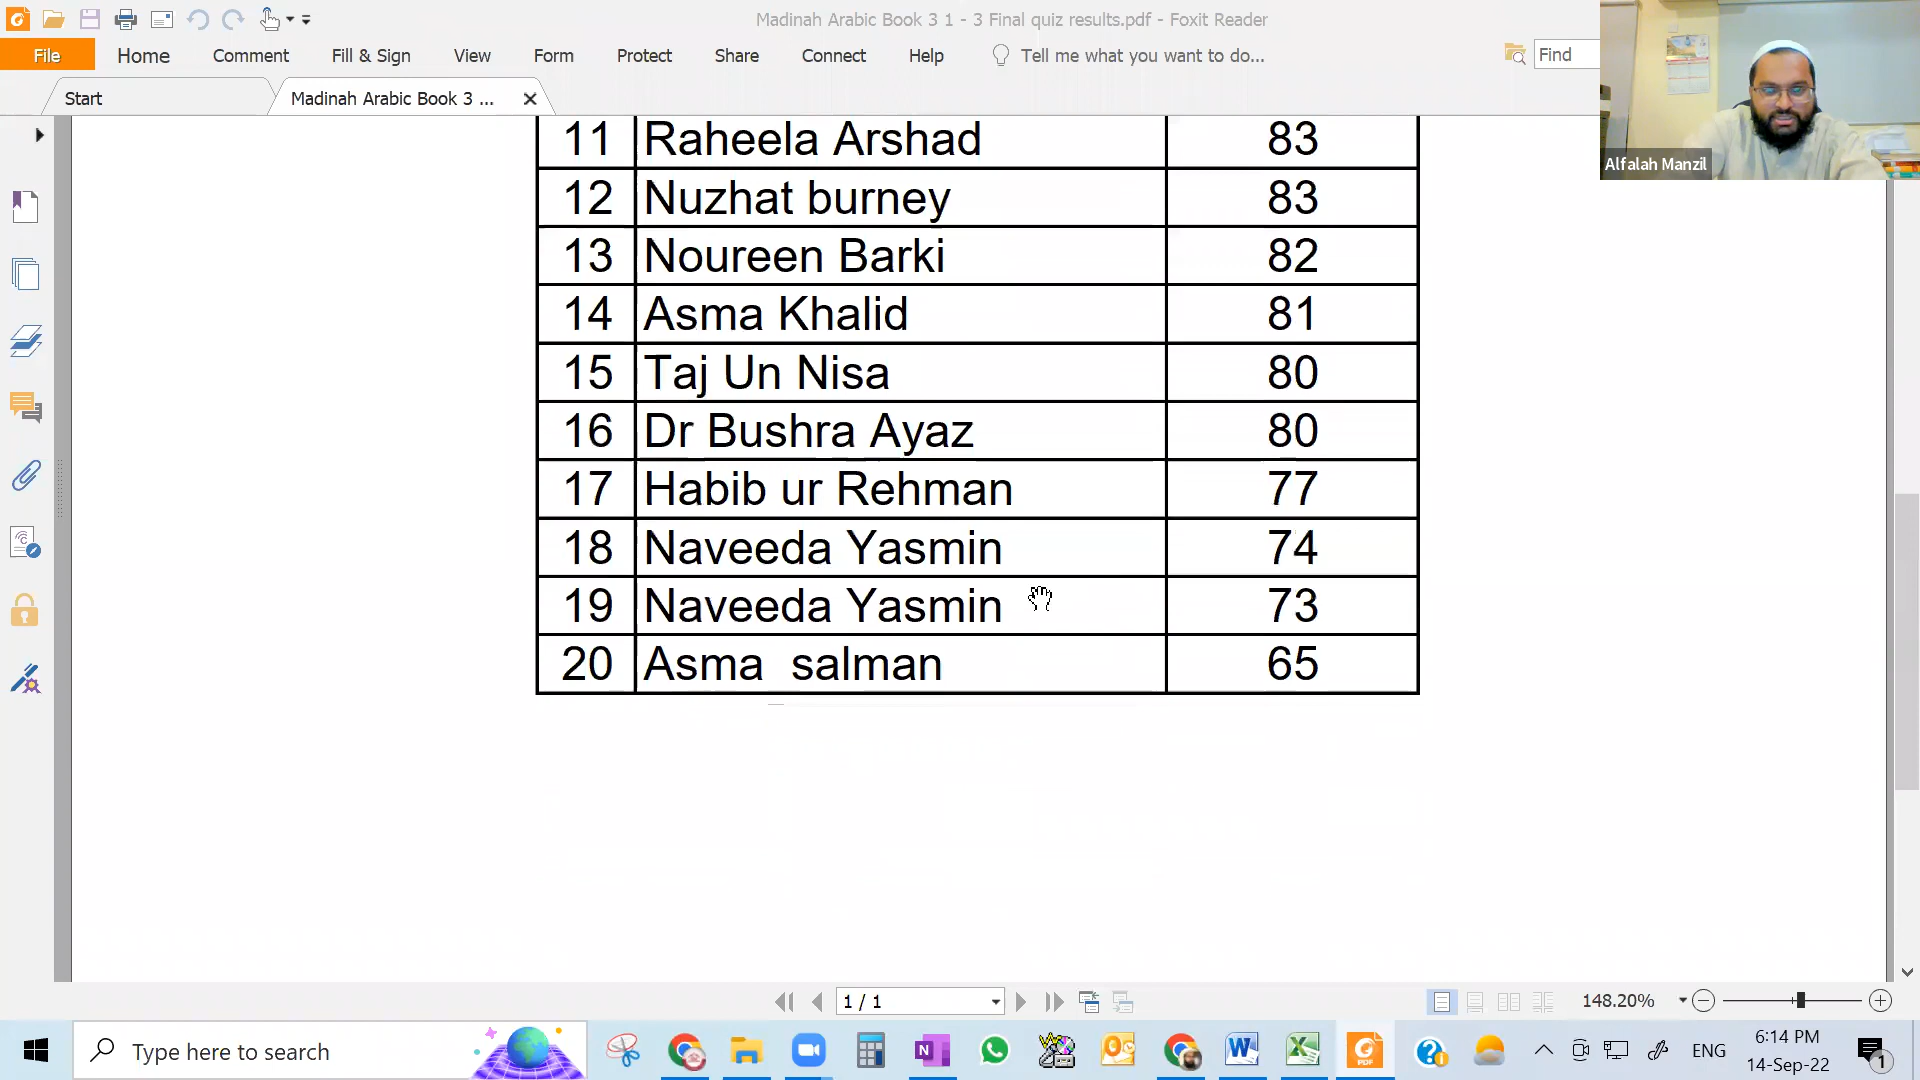 Madinah Arabic Book 3 1 - 3 Final quiz results.pdf - Foxit Reader
File Home Comment Fill & Sign View Form Protect Share Connect Help Tell me what you want to do... Find
Start Madinah Arabic Book 3 ...
Alfalah Manzil
11 Raheela Arshad 83
12 Nuzhat burney 83
13 Noureen Barki 82
14 Asma Khalid 81
15 Taj Un Nisa 80
16 Dr Bushra Ayaz 80
17 Habib ur Rehman 77
18 Naveeda Yasmin 74
19 Naveeda Yasmin 73
20 Asma salman 65
1 / 1 148.20%
Type here to search ENG 6:14 PM
14-Sep-22 1